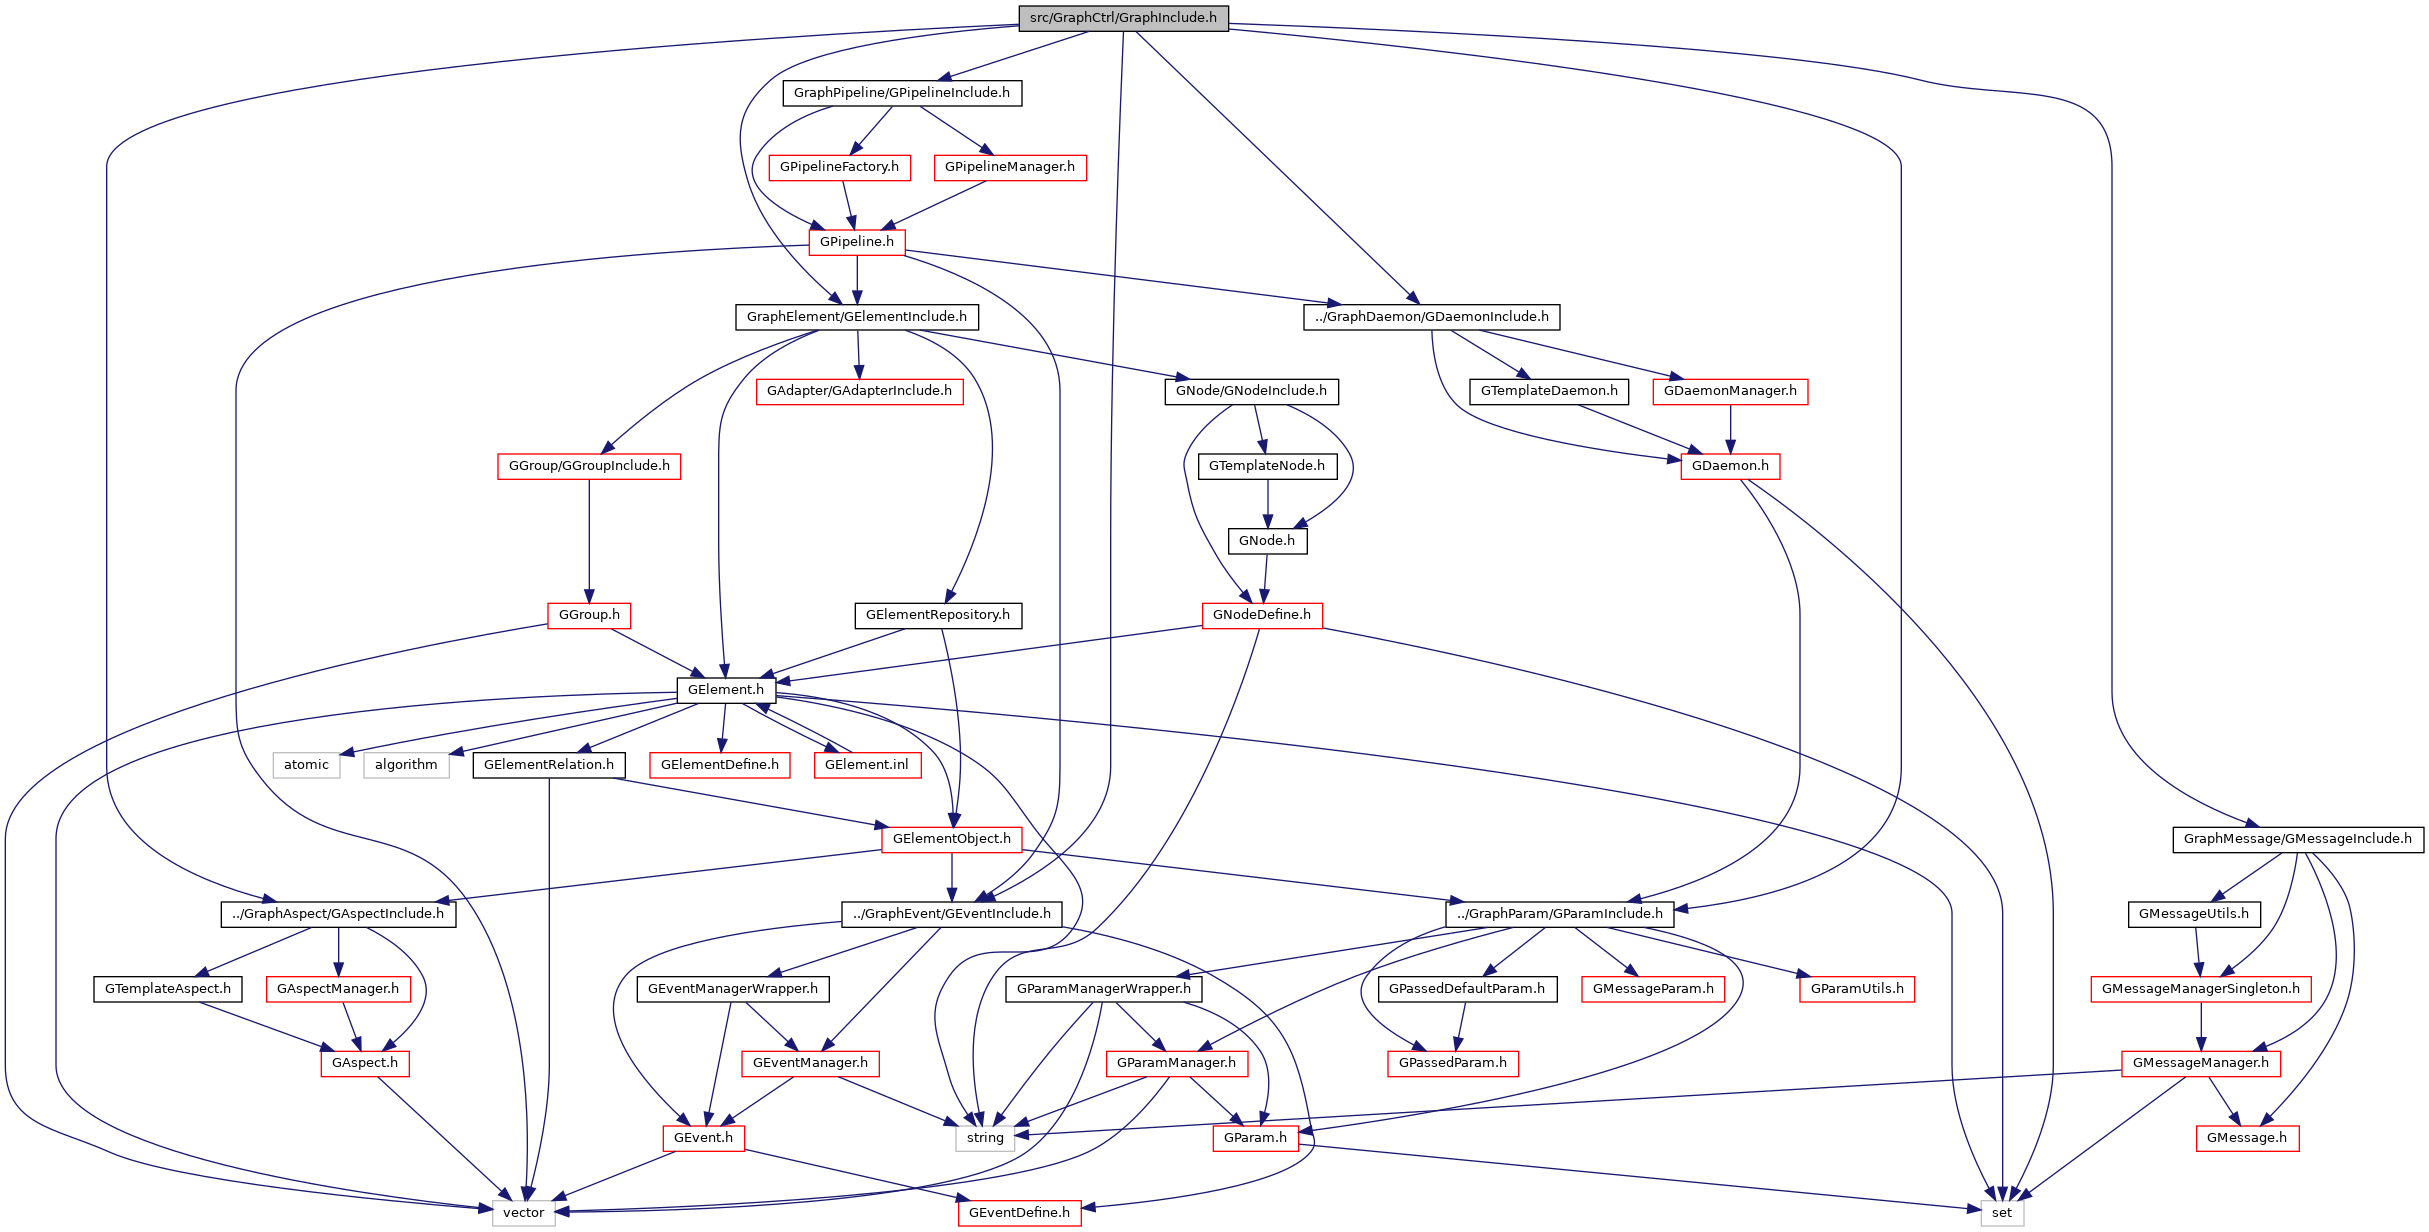 src/GraphCtrl/GraphInclude.h
GraphPipeline/GPipelineInclude.h
GPipelineFactory.h
GPipelineManager.h
GPipeline.h
GraphElement/GElementInclude.h
../GraphDaemon/GDaemonInclude.h
GAdapter/GAdapterInclude.h
GNode/GNodeInclude.h
GTemplateDaemon.h
GDaemonManager.h
GGroup/GGroupInclude.h
GTemplateNode.h
GDaemon.h
GNode.h
GGroup.h
GElementRepository.h
GNodeDefine.h
GElement.h
atomic
algorithm
GElementRelation.h
GElementDefine.h
GElement.inl
GElementObject.h
GraphMessage/GMessageInclude.h
../GraphAspect/GAspectInclude.h
../GraphEvent/GEventInclude.h
../GraphParam/GParamInclude.h
GMessageUtils.h
GTemplateAspect.h
GAspectManager.h
GEventManagerWrapper.h
GParamManagerWrapper.h
GPassedDefaultParam.h
GMessageParam.h
GParamUtils.h
GMessageManagerSingleton.h
GAspect.h
GEventManager.h
GParamManager.h
GPassedParam.h
GMessageManager.h
GEvent.h
string
GParam.h
GMessage.h
vector
GEventDefine.h
set